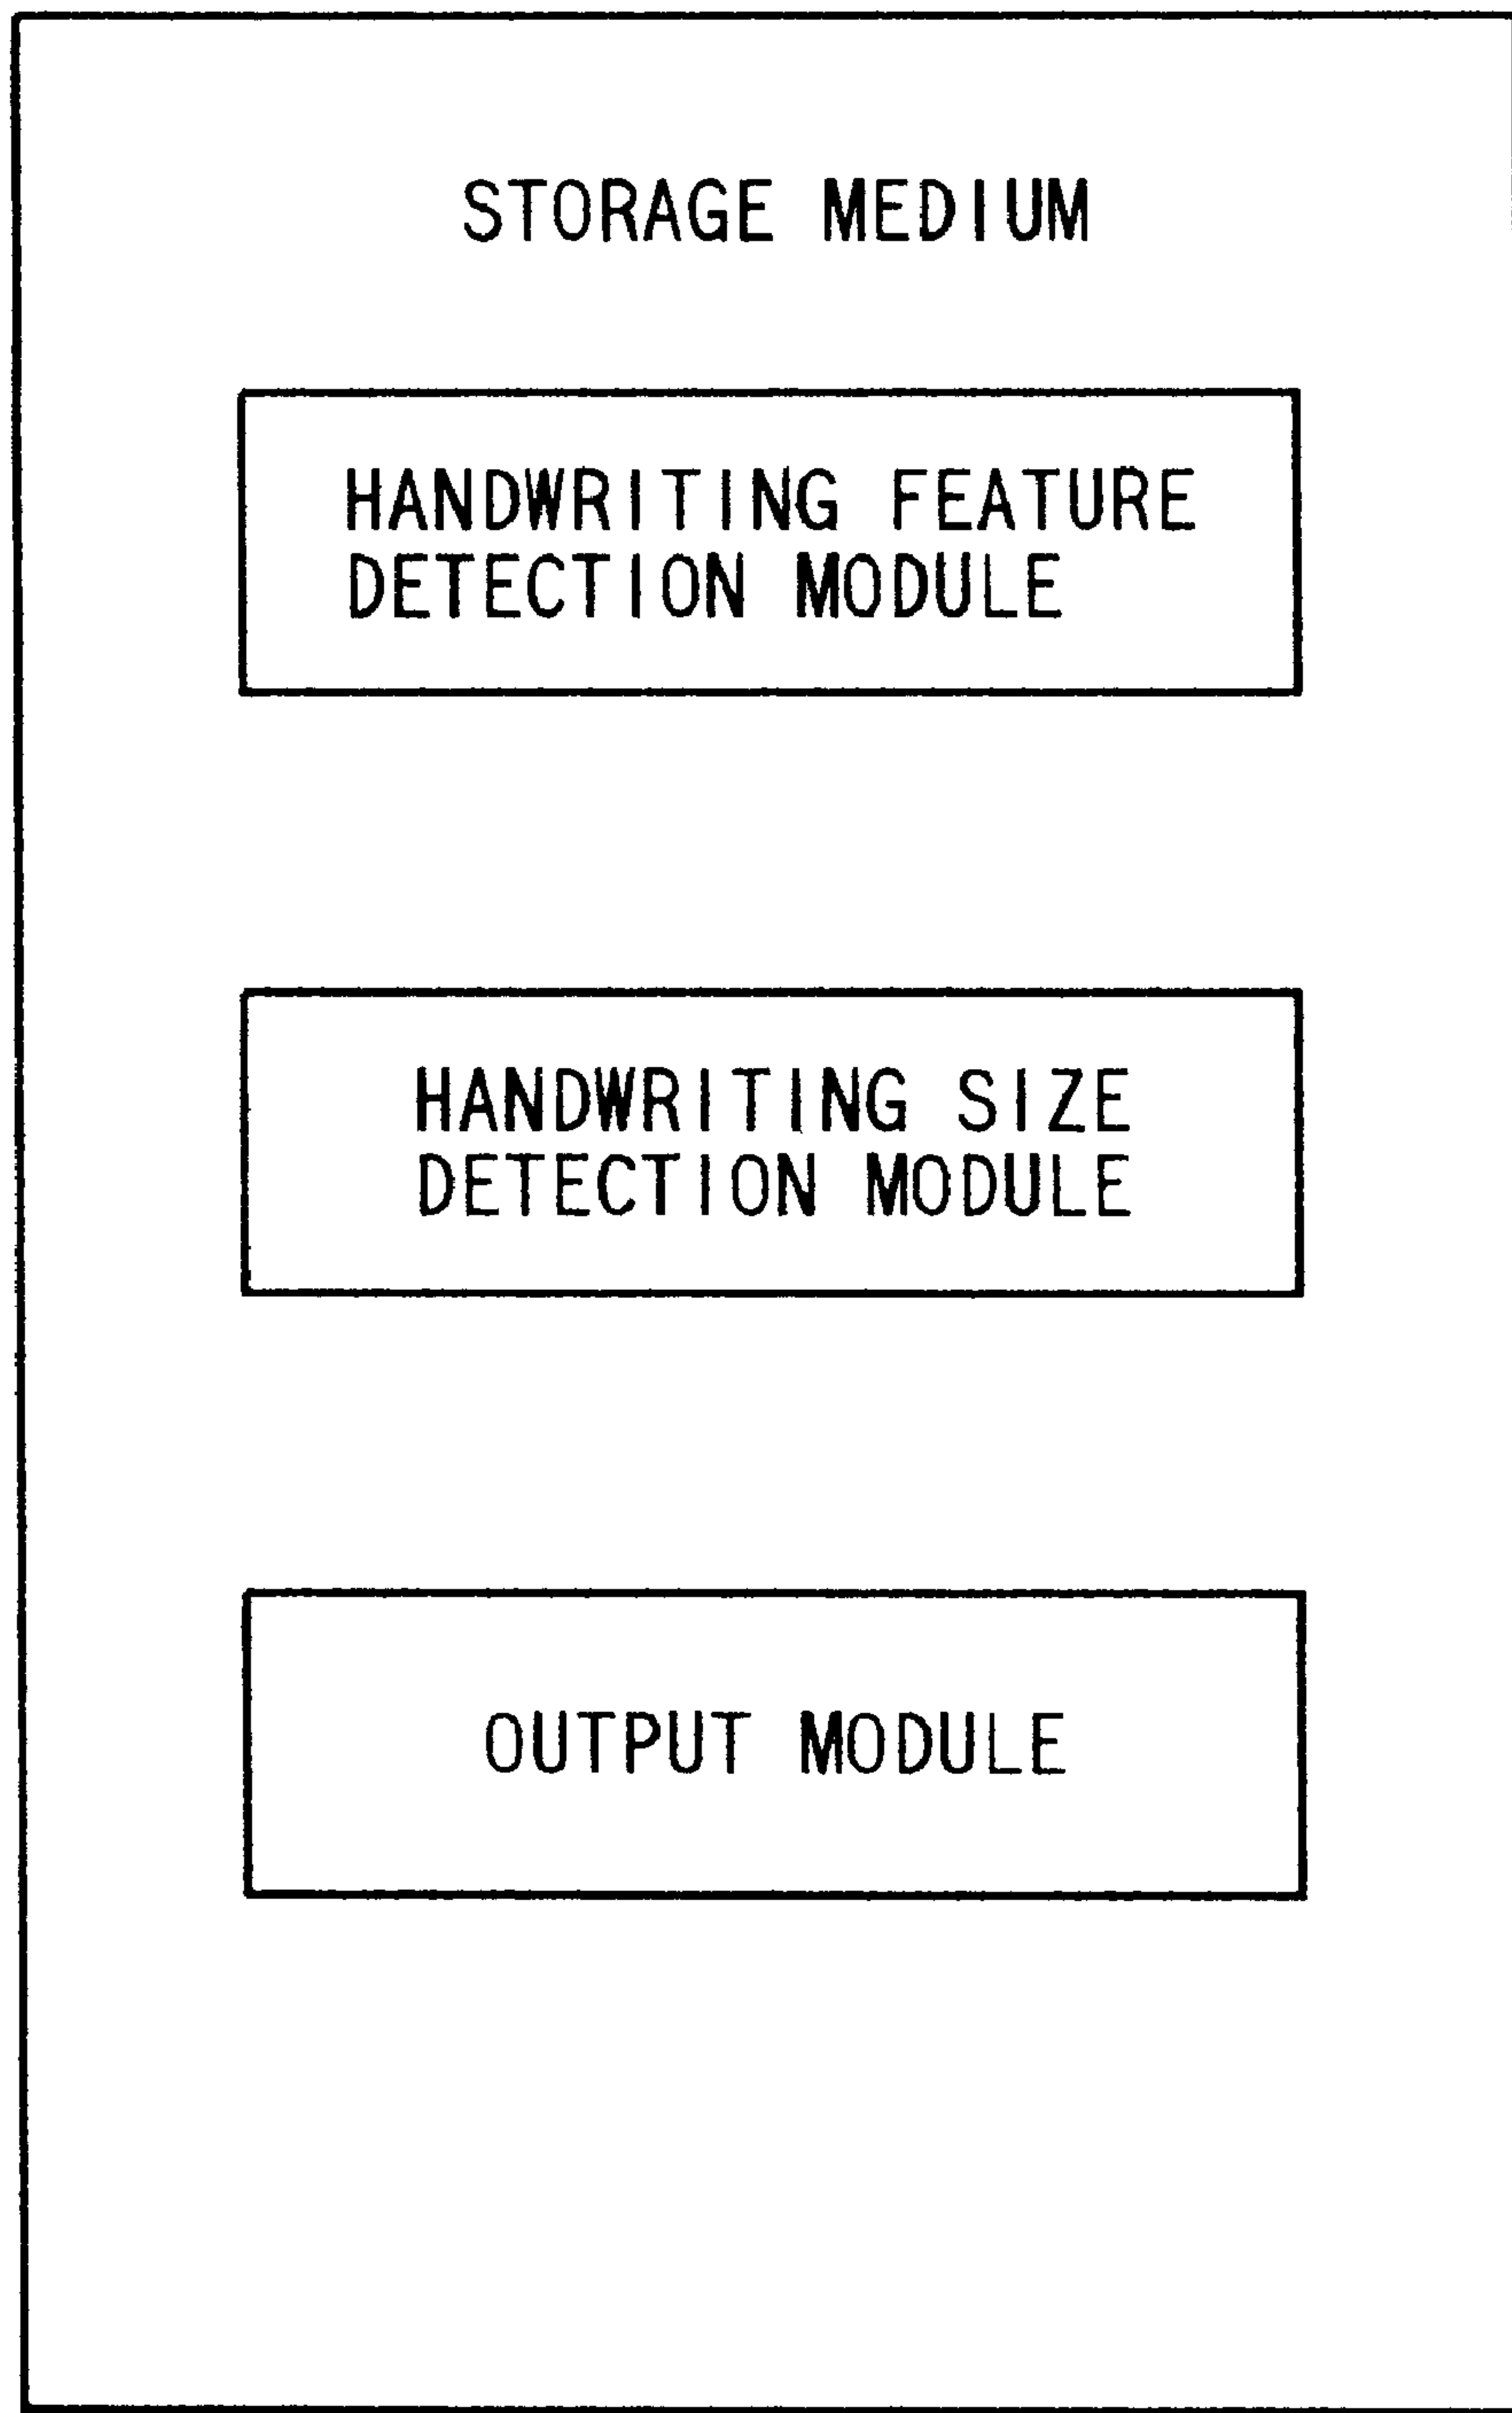 STORAGE MEDIUM
HANDWRITING FEATURE
DETECTION MODULE
HANDWRITING SIZE
DETECTION MODULE
OUTPUT MODULE